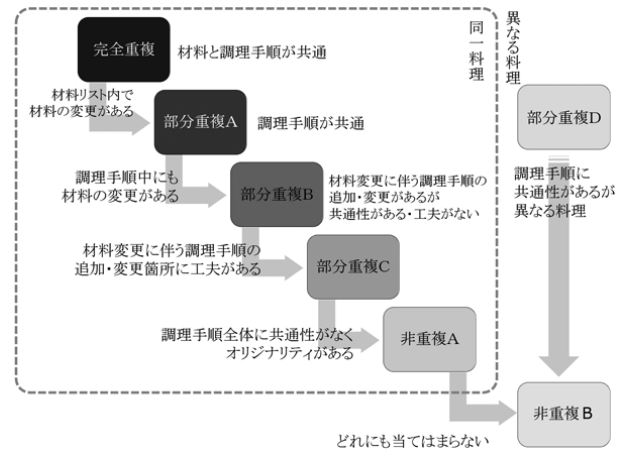 完全重複
材料と調理手順が共通
同一料理
異なる料理
材料リスト内で
材料の変更がある
部分重複A
調理手順が共通
部分重複D
調理手順中にも
材料の変更がある
部分重複B
材料変更に伴う調理手順の
追加・変更があるが
共通性がある・工夫がない
調理手順に
共通性があるが
異なる料理
材料変更に伴う調理手順の
追加・変更箇所に工夫がある
部分重複C
調理手順全体に共通性がなく
オリジナリティがある
非重複A
非重複B
どれにも当てはまらない